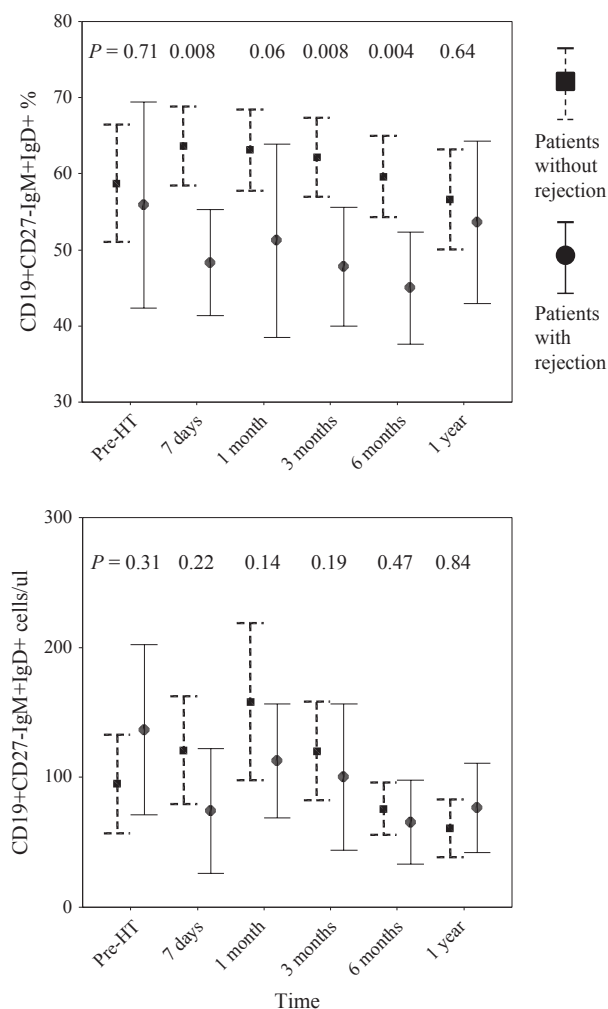 80
70
60
50
40
30
CD19+CD27-IgM+IgD+ %
P = 0.71 0.008 0.06 0.008 0.004 0.64
Pre-HT
7 days
1 month
3 months
6 months
1 year
Patients
without
rejection
Patients
with
rejection
300
200
100
0
CD19+CD27-IgM+IgD+ cells/ul
P = 0.31 0.22 0.14 0.19 0.47 0.84
Pre-HT
7 days
1 month
3 months
6 months
1 year
Time